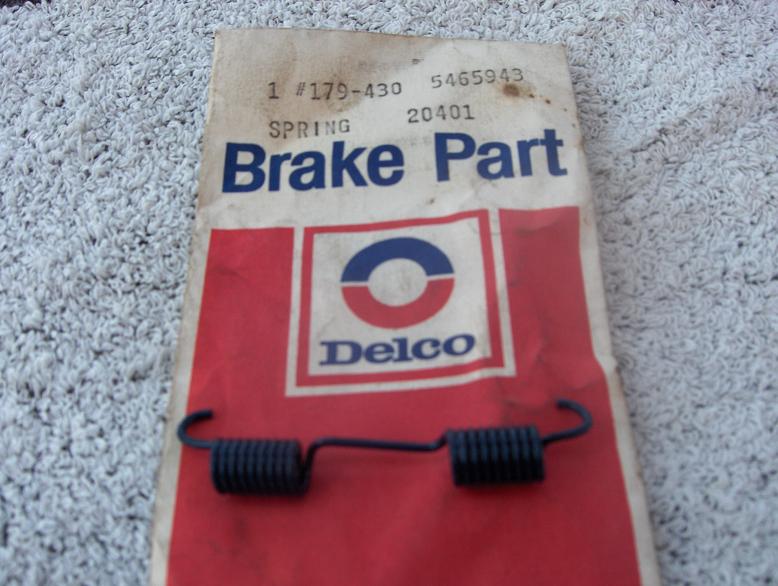 1 #179-430 5465943
SPRING 20401
Brake Part
Delco